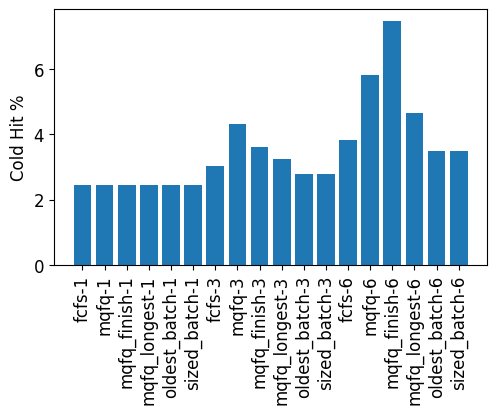 Cold Hit %
6
4
2
0
fcfs-1
mqfq-1
mqfq_finish-1
mqfq_longest-1
oldest_batch-1
sized_batch-1
fcfs-3
mqfq-3
mqfq_finish-3
mqfq_longest-3
oldest_batch-3
sized_batch-3
fcfs-6
mqfq-6
mqfq_finish-6
mqfq_longest-6
oldest_batch-6
sized_batch-6